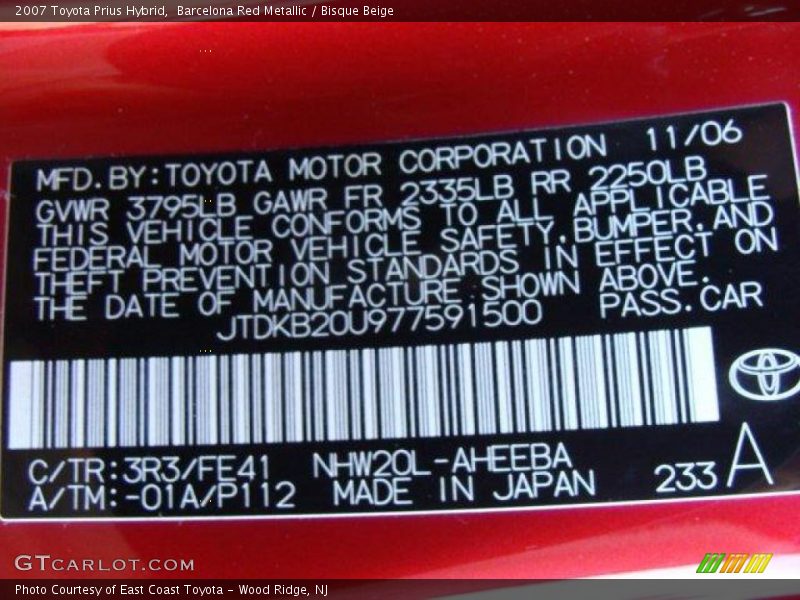 2007 Toyota Prius Hybrid,  Barcelona Red Metallic / Bisque Beige
MFD.BY:TOYOTA MOTOR CORPORATION 11/06
GVWR 3795LB GAWR FR 2335LB RR 2250LB
THIS VEHICLE CONFORMS TO ALL APPLICABLE
FEDERAL MOTOR VEHICLE SAFETY,BUMPER,AND
THEFT PREVENTION STANDARDS IN EFFECT ON
THE DATE OF MANUFACTURE SHOWN ABOVE.
JTDKB20U977591500 PASS.CAR
C/TR:3R3/FE41 NHW20L-AHEEBA
A/TM:-01A/P112 MADE IN JAPAN 233 A
GTCARLOT.COM
Photo Courtesy of East Coast Toyota – Wood Ridge, NJ